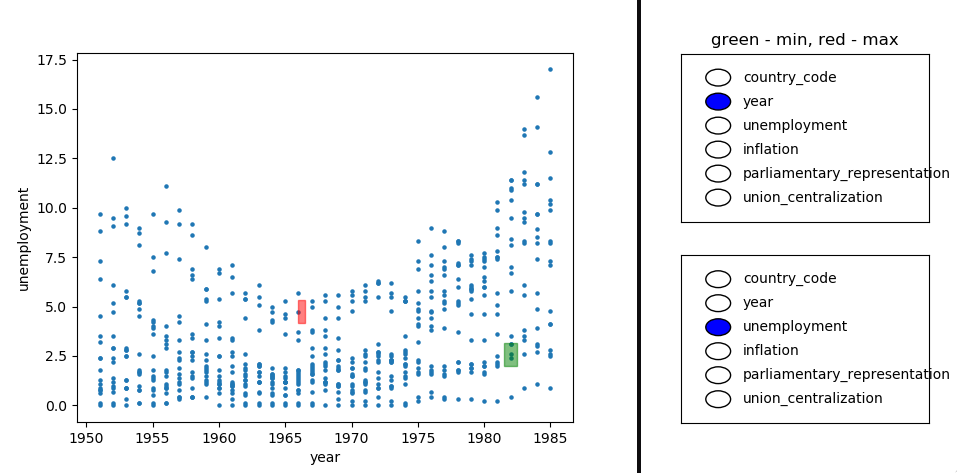 green - min, red - max
17.5
15.0
12.5
10.0
7.5
5.0
2.5
0.0
unemployment
1950 1955 1960 1965 1970 1975 1980 1985
year
country_code
year
unemployment
inflation
parliamentary_representation
union_centralization
country_code
year
unemployment
inflation
parliamentary_representation
union_centralization